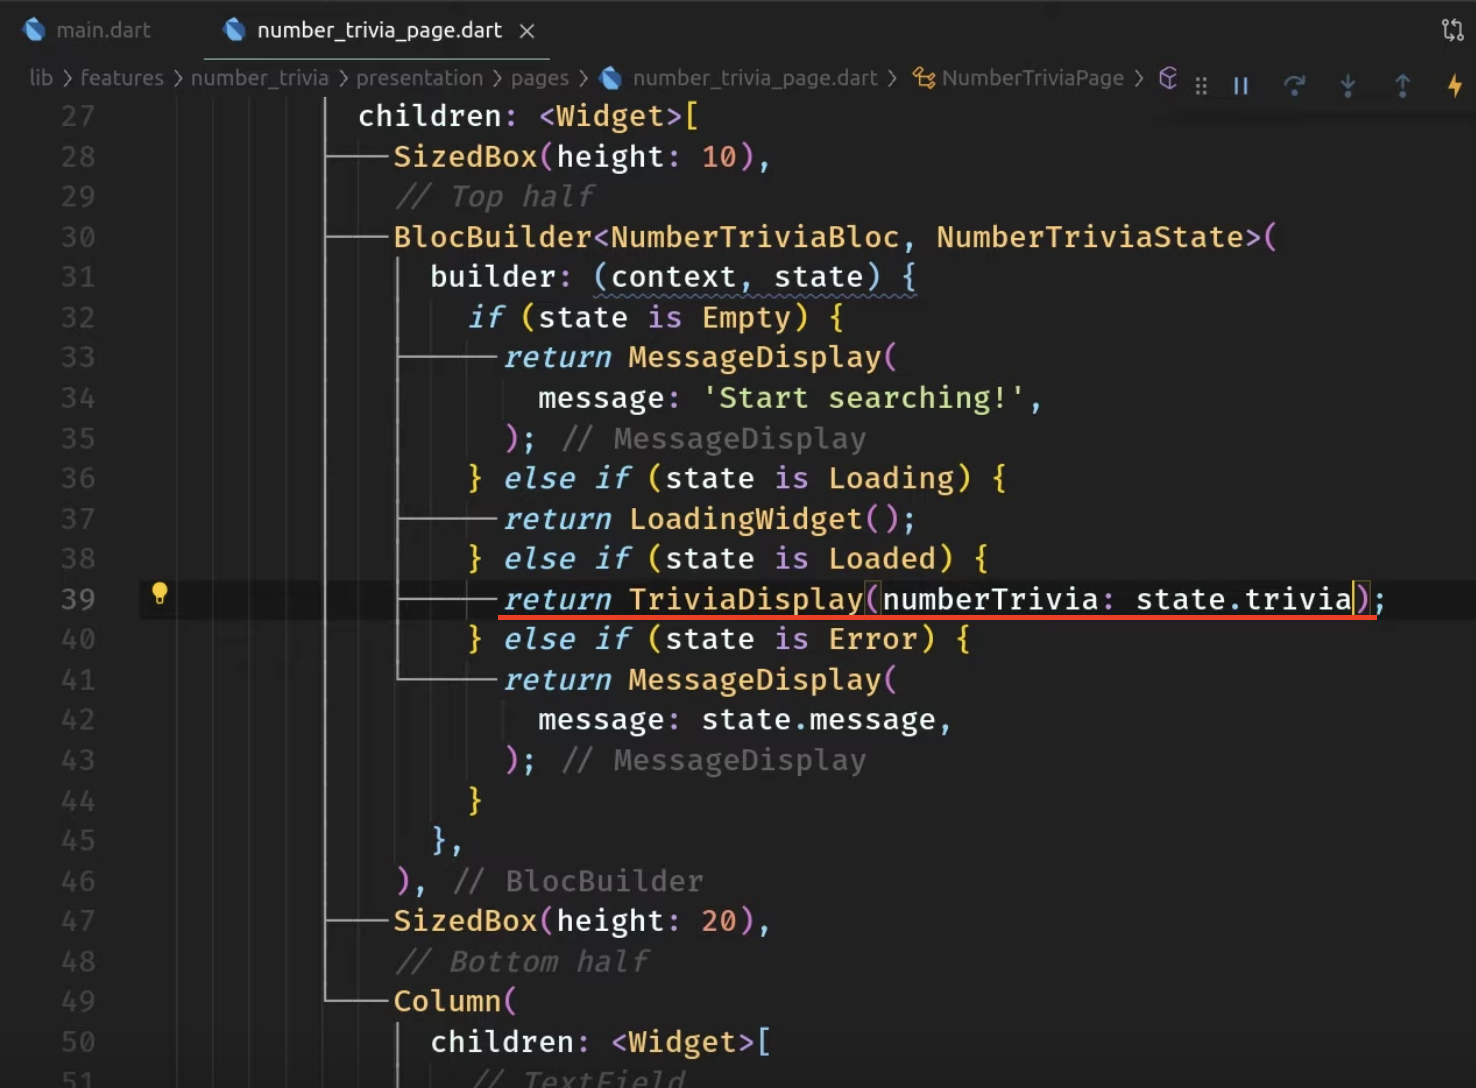 main.dart number_trivia_page.dart
lib > features > number_trivia > presentation > pages > number_trivia_page.dart > NumberTriviaPage >
27 children: <Widget>[
28 SizedBox(height: 10),
29 // Top half
30 BlocBuilder<NumberTriviaBloc, NumberTriviaState>(
31 builder: (context, state) {
32 if (state is Empty) {
33 return MessageDisplay(
34 message: 'Start searching!',
35 ); // MessageDisplay
36 } else if (state is Loading) {
37 return LoadingWidget();
38 } else if (state is Loaded) {
39 return TriviaDisplay(numberTrivia: state.trivia);
40 } else if (state is Error) {
41 return MessageDisplay(
42 message: state.message,
43 ); // MessageDisplay
44 }
45 },
46 ), // BlocBuilder
47 SizedBox(height: 20),
48 // Bottom half
49 Column(
50 children: <Widget>[
51 // TextField